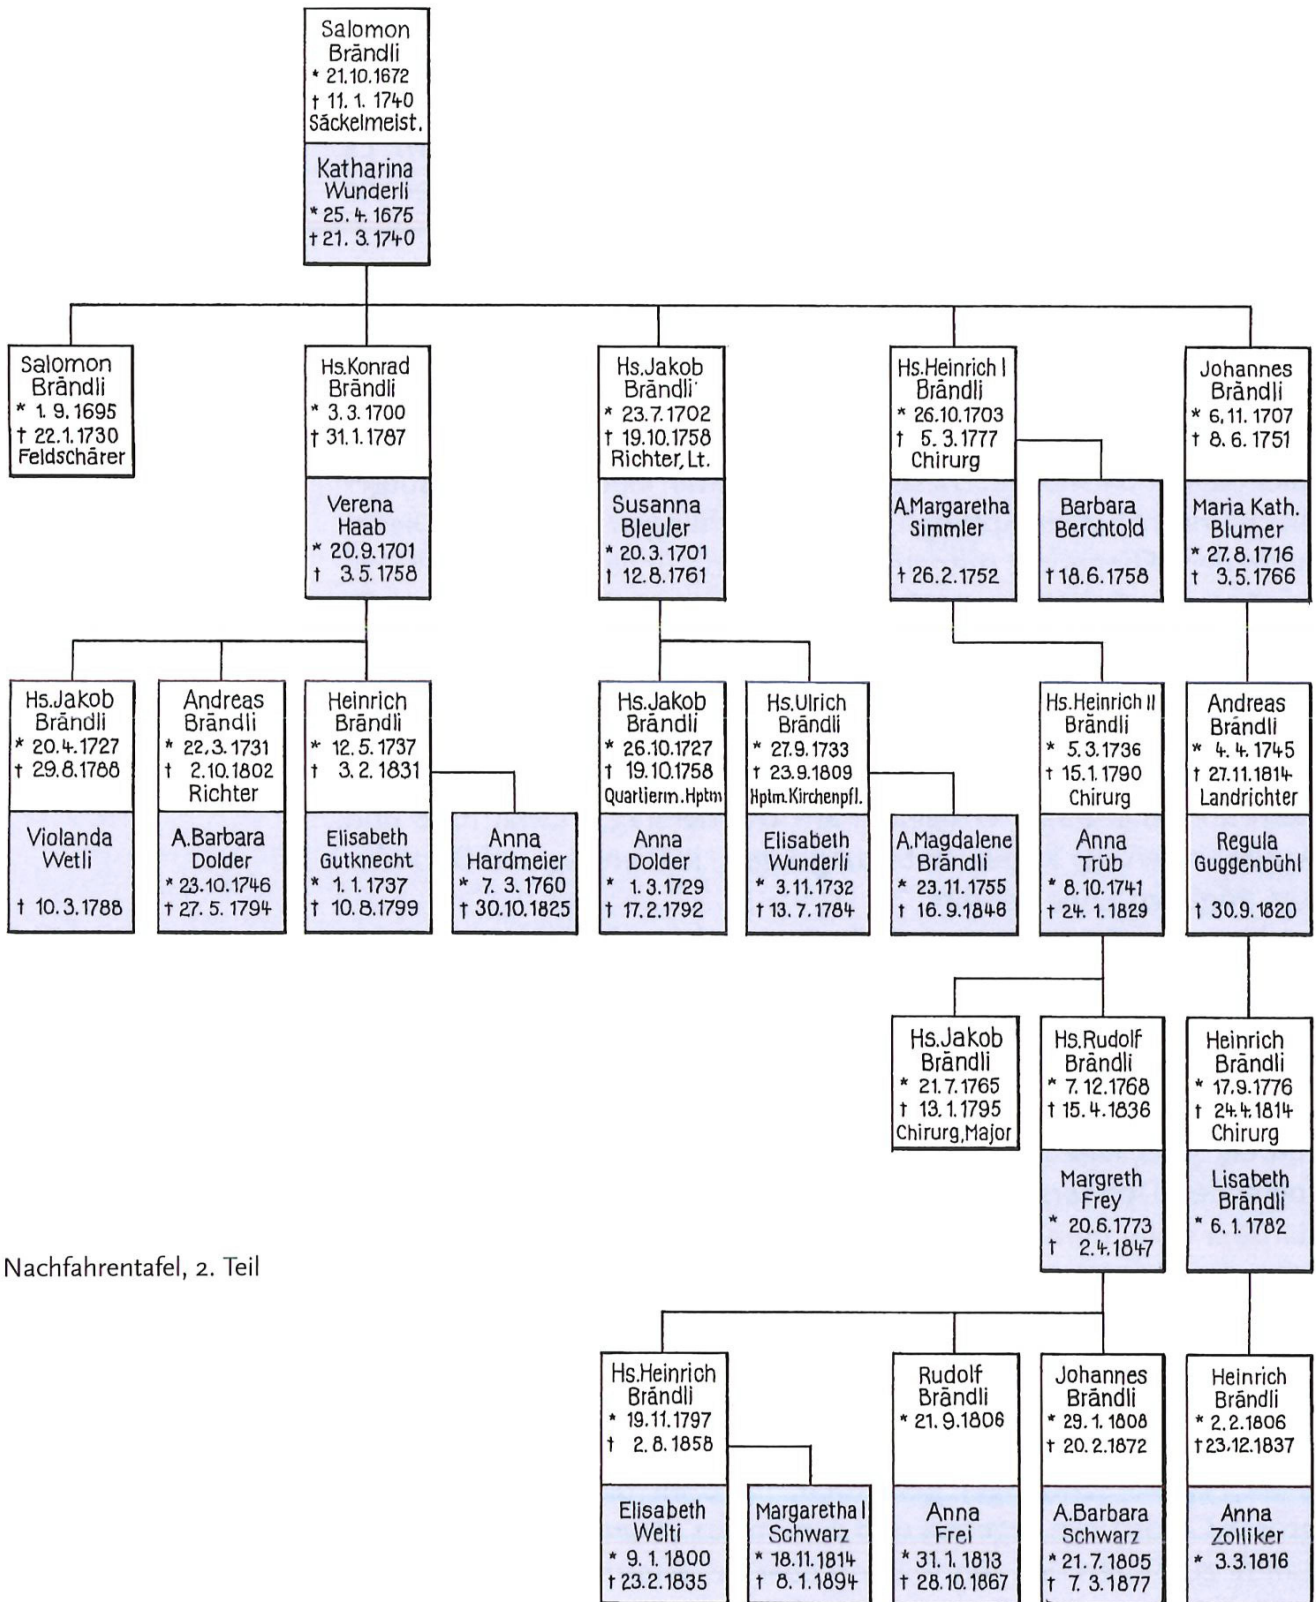 Salomon
Brändli
* 21.10.1672
† 11. 1. 1740
Säckelmeist.
Katharina
Wunderli
* 25. 4. 1675
† 21. 3. 1740
Salomon
Brändli
* 1. 9. 1695
† 22.1.1730
Feldschärer
Hs.Konrad
Brändli
* 3.3.1700
† 31.1.1787
Verena
Haab
* 20.9.1701
† 3.5.1758
Hs.Jakob
Brändli
* 23.7.1702
† 19.10.1758
Richter, Lt.
Susanna
Bleuler
* 20.3.1701
† 12.8.1761
Hs.Heinrich I
Brändli
* 26.10.1703
† 5. 3.1777
Chirurg
A.Margaretha
Simmler
† 26.2.1752
Barbara
Berchtold
† 18.6.1758
Johannes
Brändli
* 6.11.1707
† 8. 6. 1751
Maria Kath.
Blumer
* 27.8.1716
† 3.5.1766
Hs.Jakob
Brändli
* 20.4.1727
† 29.8.1788
Violanda
Wetli
† 10.3.1788
Andreas
Brändli
* 22.3.1731
† 2.10.1802
Richter
A.Barbara
Dolder
* 23.10.1746
† 27. 5. 1794
Heinrich
Brändli
* 12.5.1737
† 3. 2. 1831
Elisabeth
Gutknecht
* 1. 1. 1737
† 10.8.1799
Anna
Hardmeier
* 7. 3. 1760
† 30.10.1825
Hs.Jakob
Brändli
* 26.10.1727
† 19.10.1758
Quartierm.Hptm
Anna
Dolder
* 1. 3.1729
† 17.2.1792
Hs.Ulrich
Brändli
* 27.9.1733
† 23.9.1809
Hptm.Kirchenpfl.
Elisabeth
Wunderli
* 3.11.1732
† 13.7.1784
A.Magdalene
Brändli
* 23.11.1755
† 16.9.1846
Hs.Heinrich II
Brändli
* 5. 3.1736
† 15.1.1790
Chirurg
Anna
Trüb
* 8.10.1741
† 24. 1.1829
Andreas
Brändli
* 4. 4. 1745
† 27.11.1814
Landrichter
Regula
Guggenbühl
† 30.9.1820
Hs.Jakob
Brändli
* 21.7.1765
† 13.1.1795
Chirurg,Major
Hs.Rudolf
Brändli
* 7. 12.1768
† 15.4.1836
Margreth
Frey
* 20.6.1773
† 2.4.1847
Heinrich
Brändli
* 17.9.1776
† 24.4.1814
Chirurg
Lisabeth
Brändli
* 6. 1. 1782
Nachfahrentafel, 2. Teil
Hs.Heinrich
Brändli
* 19.11.1797
† 2. 8. 1858
Elisabeth
Welti
* 9. 1. 1800
† 23.2.1835
Margaretha I
Schwarz
* 18.11.1814
† 8. 1. 1894
Rudolf
Brändli
* 21. 9.1806
Anna
Frei
* 31. 1. 1813
† 28.10.1867
Johannes
Brändli
* 29.1.1808
† 20.2.1872
A.Barbara
Schwarz
* 21.7.1805
† 7. 3.1877
Heinrich
Brändli
* 2.2.1806
† 23.12.1837
Anna
Zolliker
* 3.3.1816